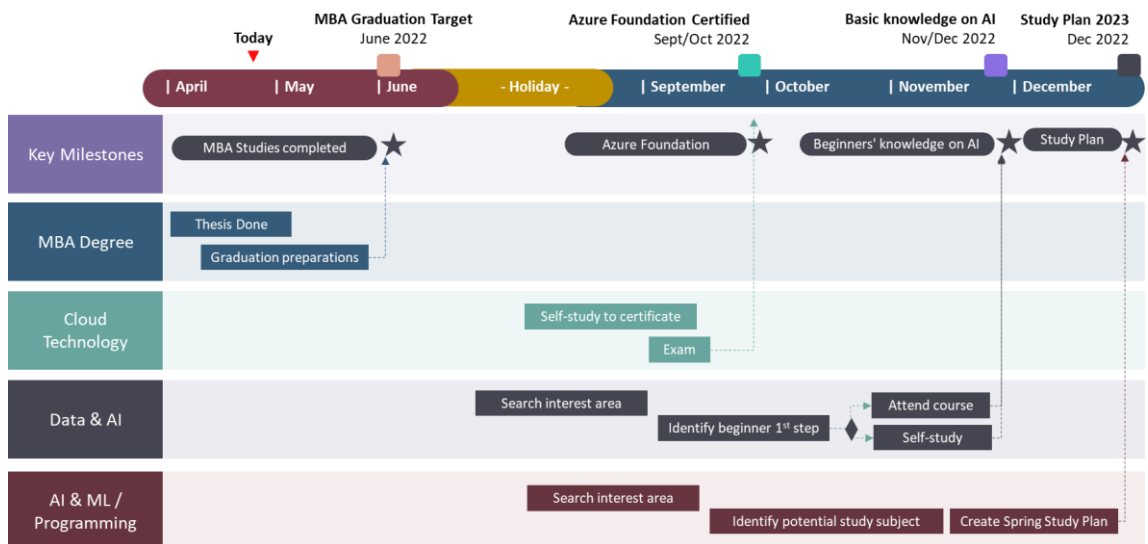 MBA Graduation Target
June 2022
Azure Foundation Certified
Sept/Oct 2022
Basic knowledge on AI
Nov/Dec 2022
Study Plan 2023
Dec 2022
Today
| April
| May
| June
- Holiday -
| September
| October
| November
| December
Key Milestones
MBA Studies completed
Azure Foundation
Beginners' knowledge on AI
Study Plan
MBA Degree
Thesis Done
Graduation preparations
Cloud
Technology
Self-study to certificate
Exam
Data & AI
Search interest area
Identify beginner 1st step
Attend course
Self-study
AI & ML /
Programming
Search interest area
Identify potential study subject
Create Spring Study Plan